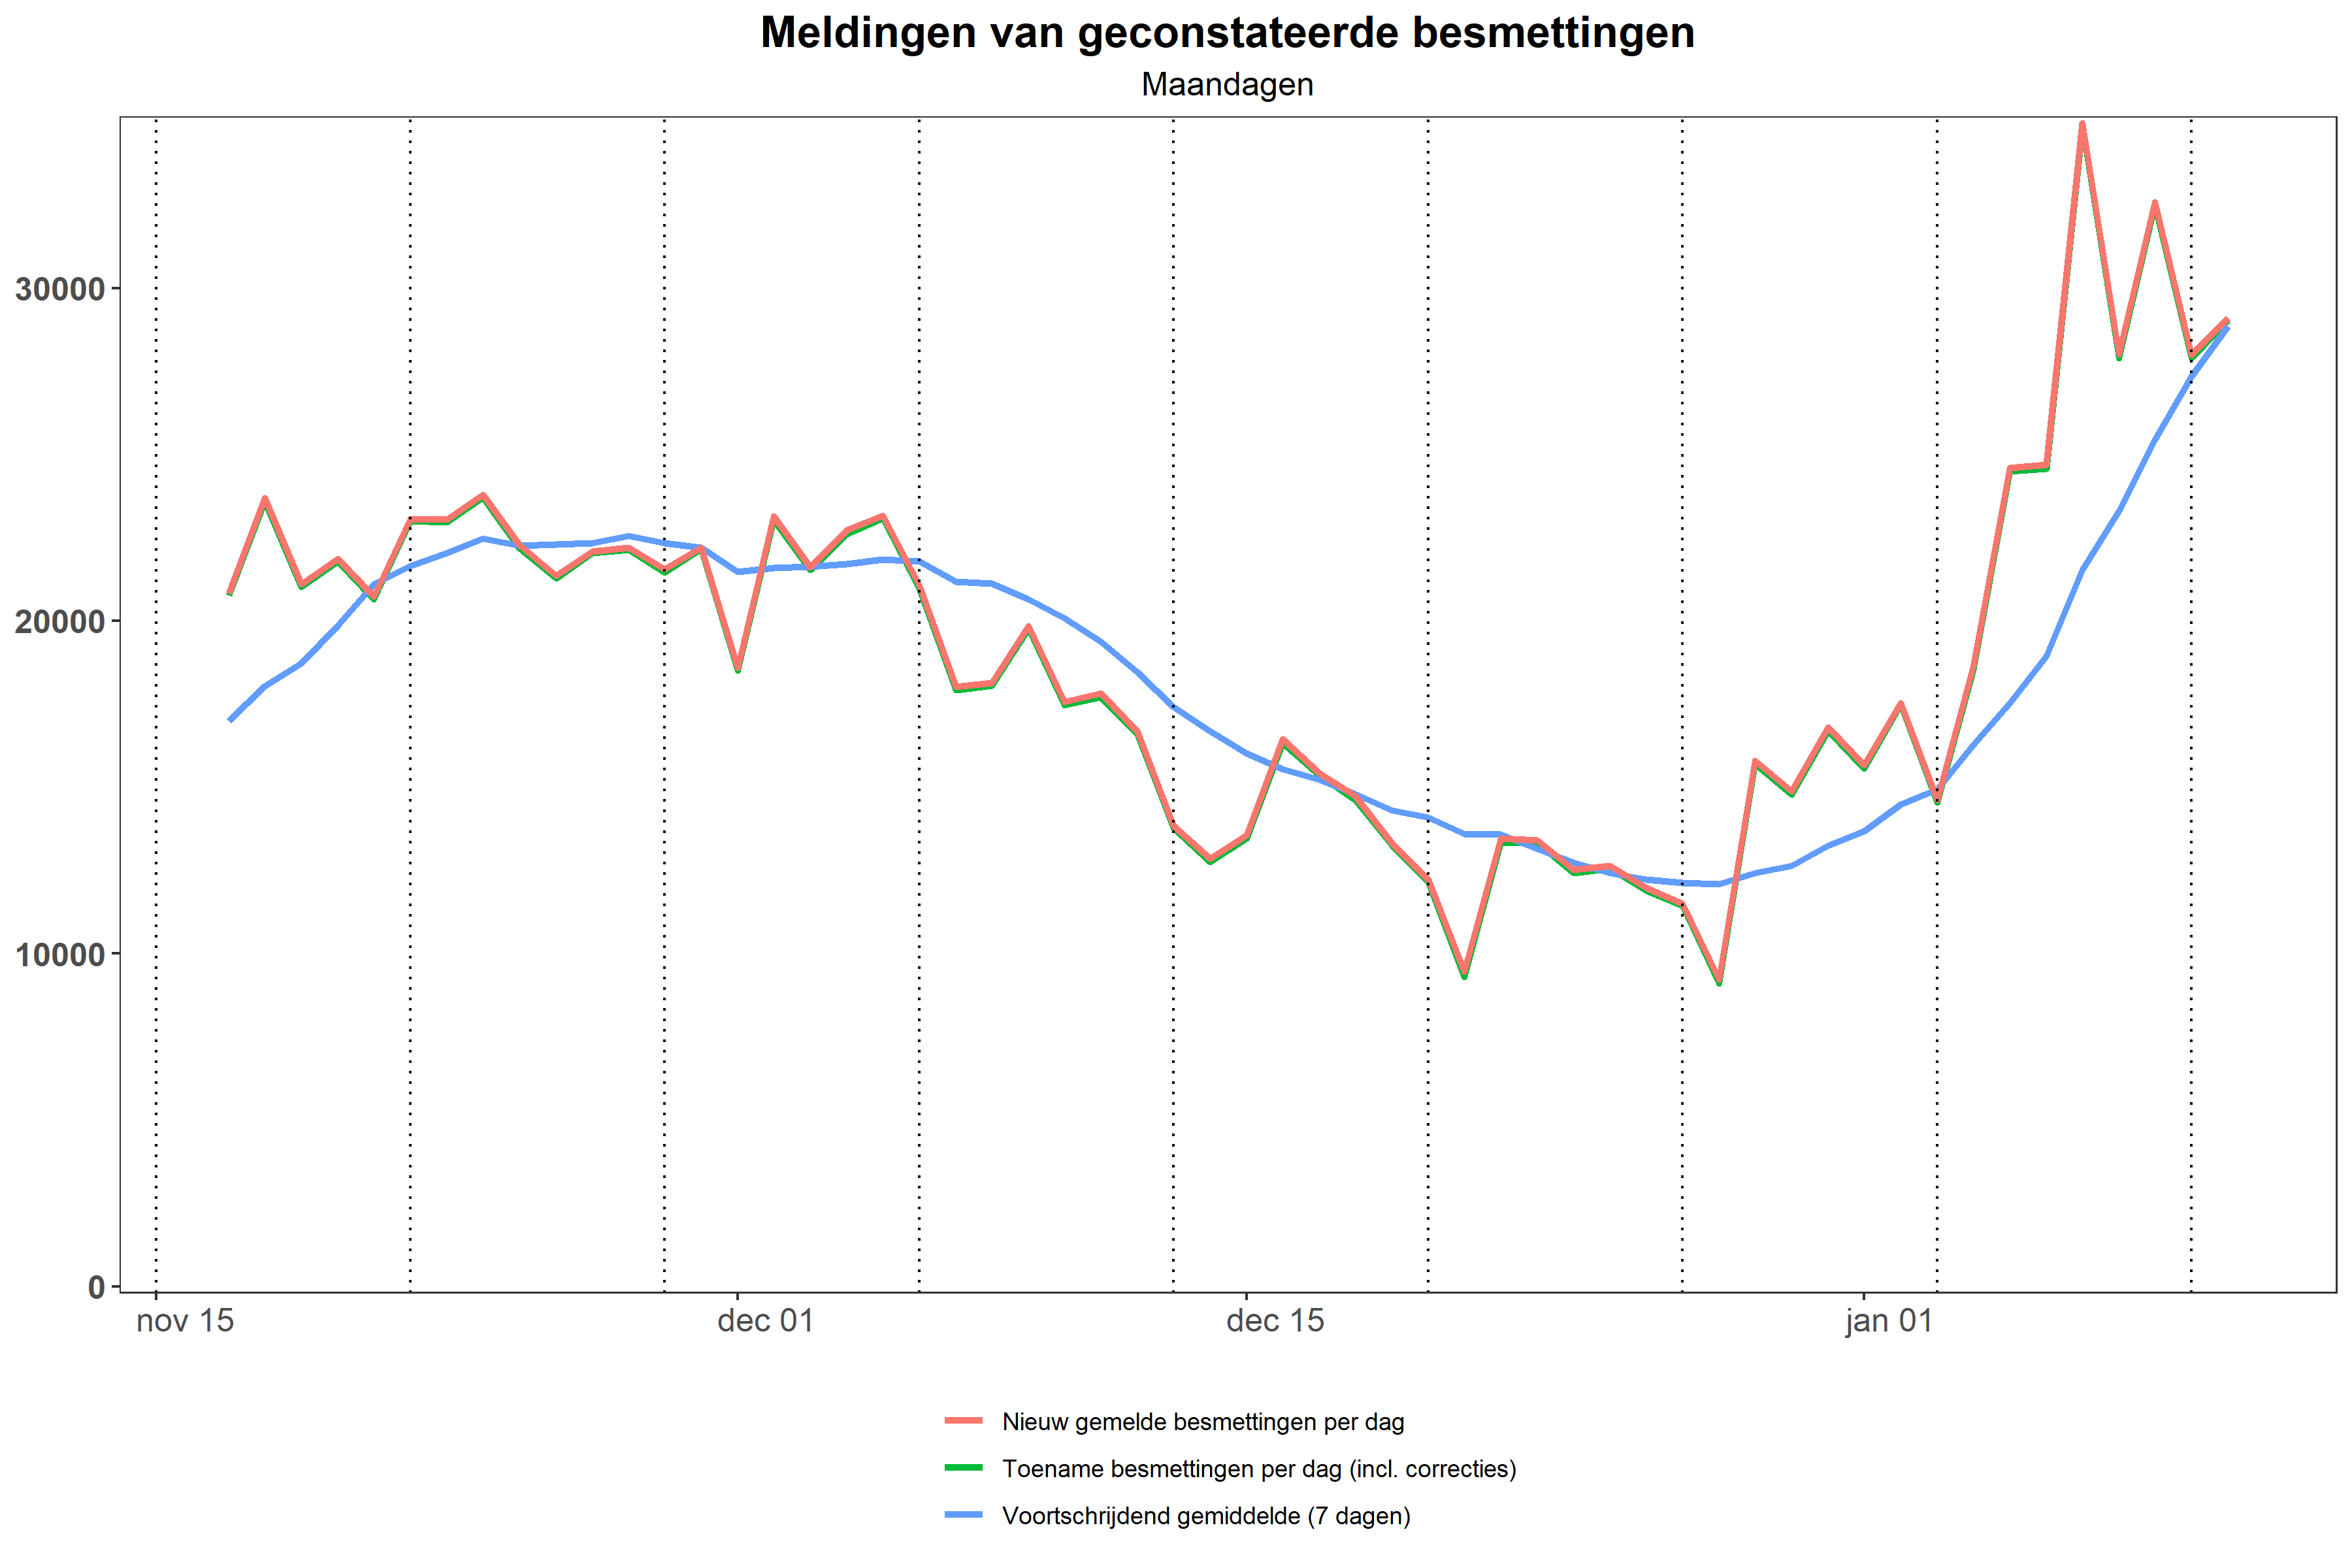 Meldingen van geconstateerde besmettingen
Maandagen
30000
20000
10000
0
nov 15
dec 01
dec 15
jan 01
Nieuw gemelde besmettingen per dag
Toename besmettingen per dag (incl. correcties)
Voortschrijdend gemiddelde (7 dagen)